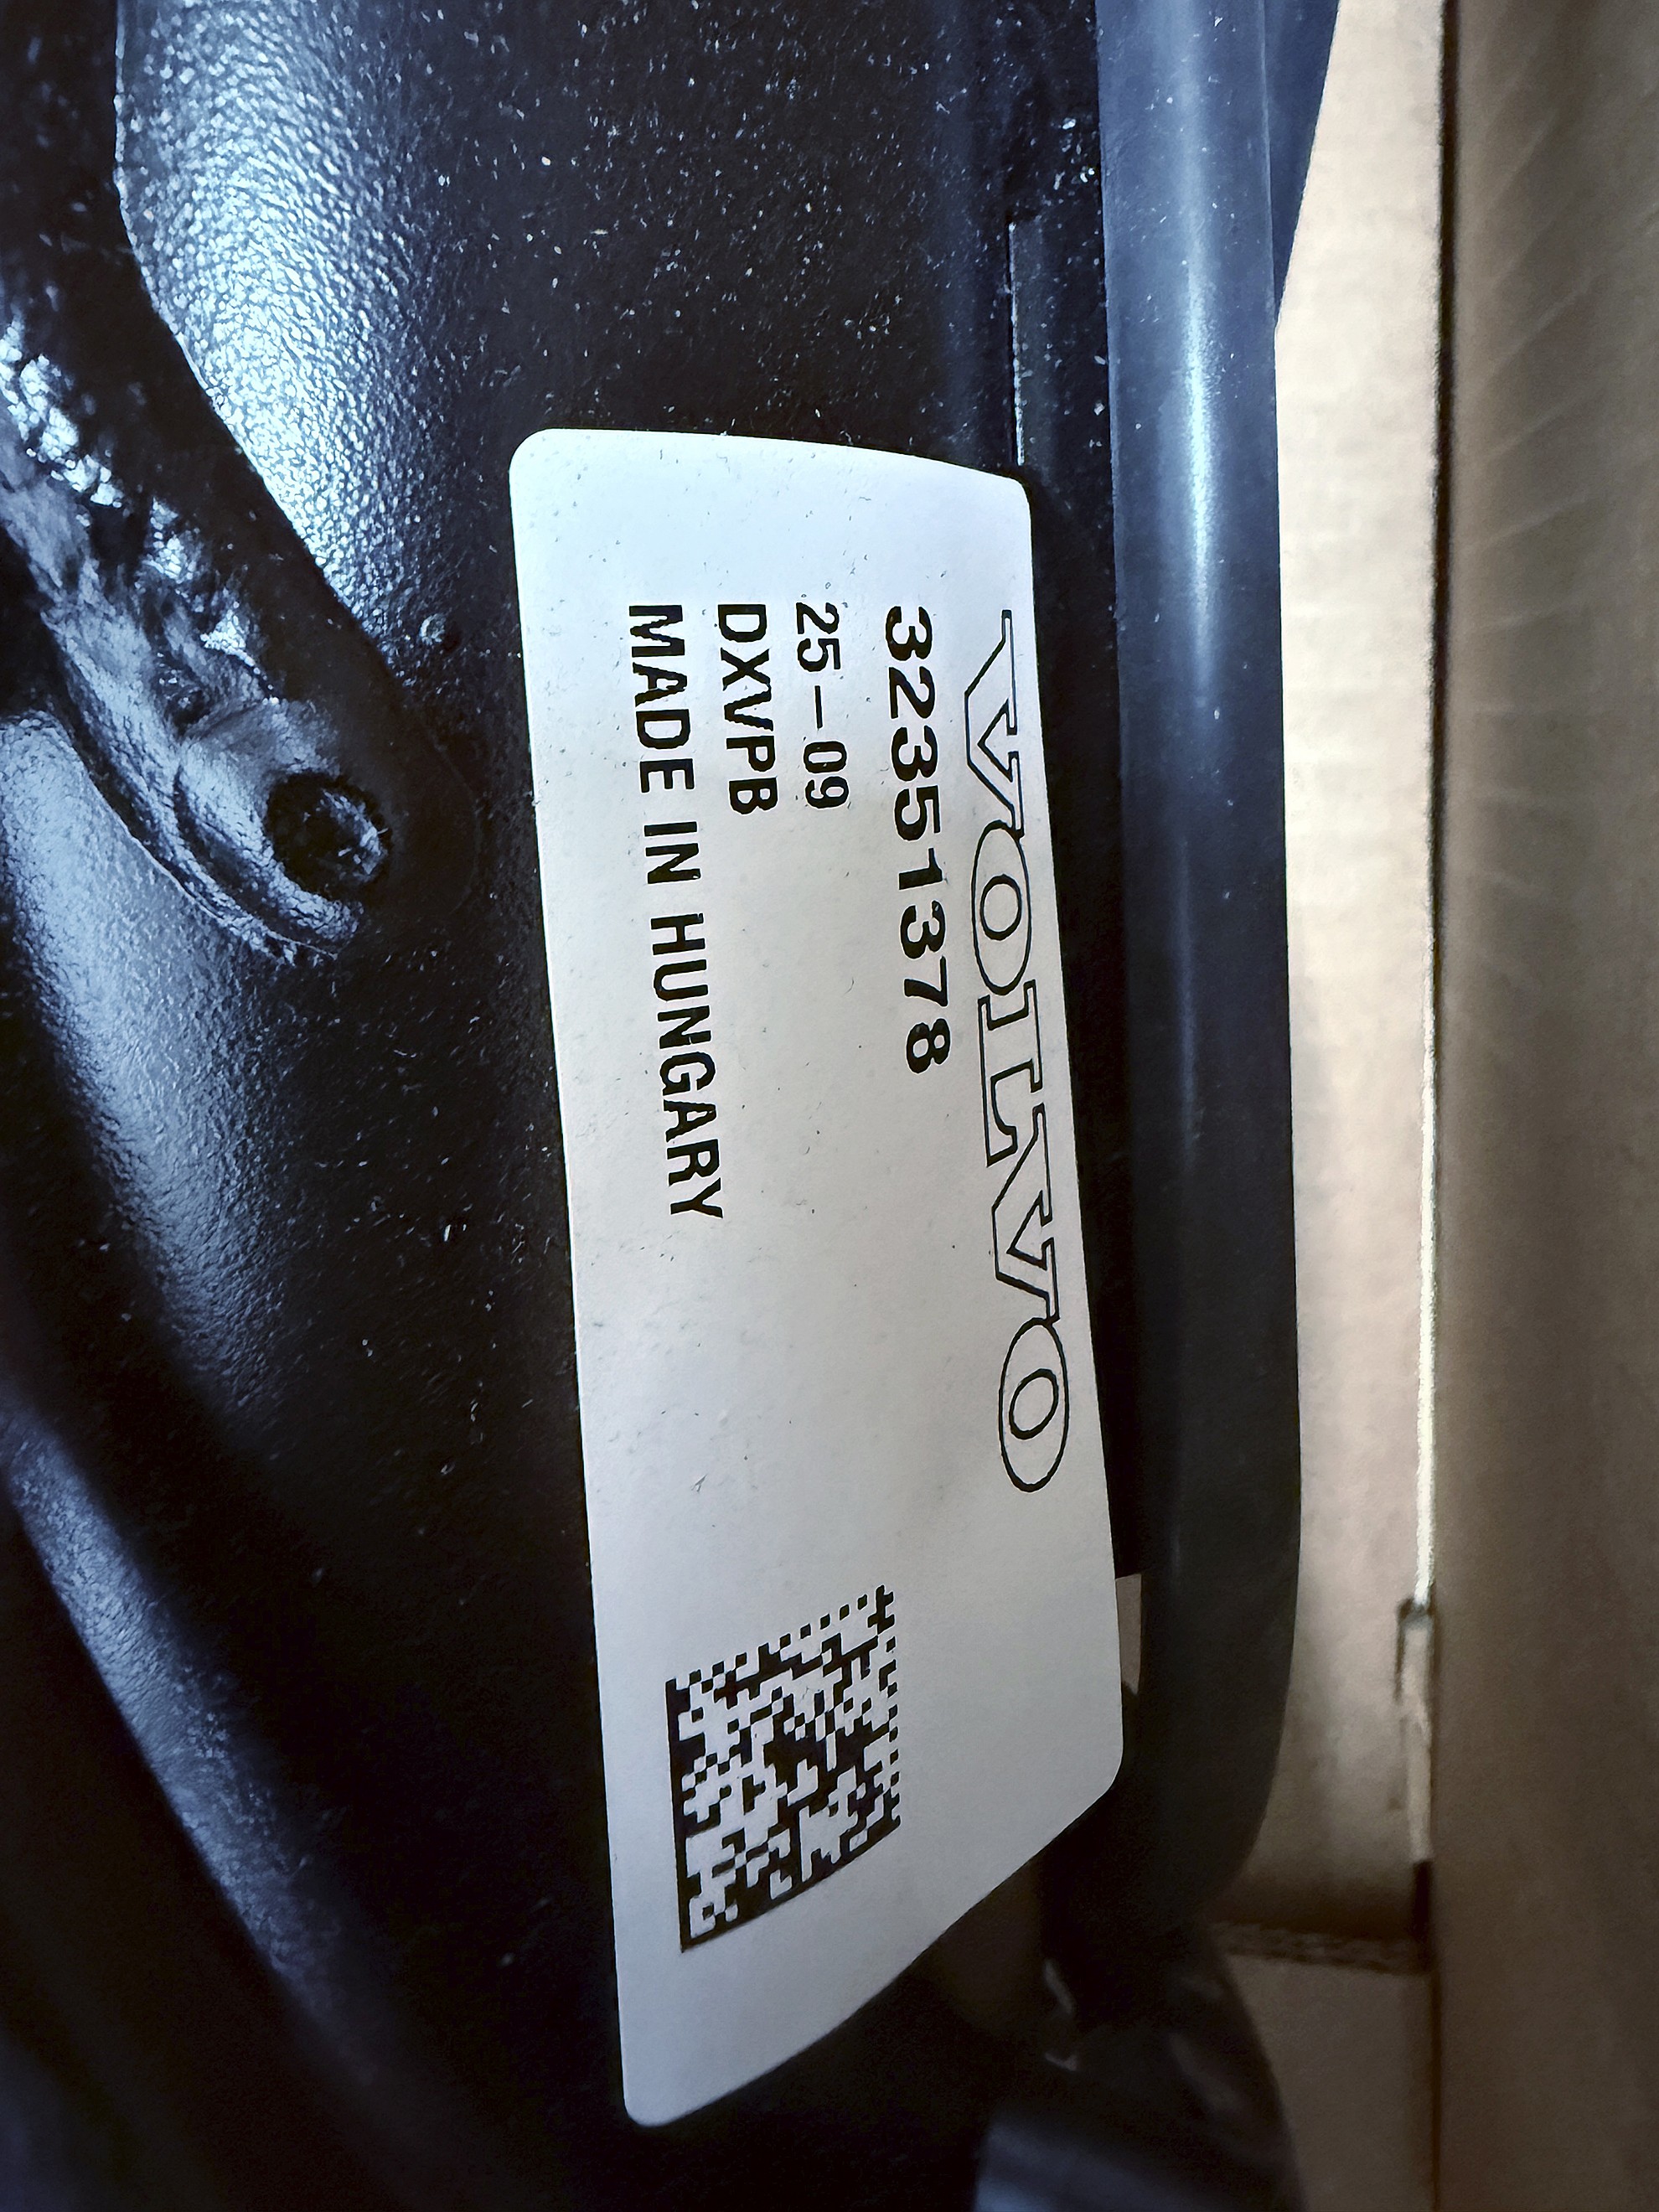 VOLVO
32351378
25-09
DXVPB
MADE IN HUNGARY